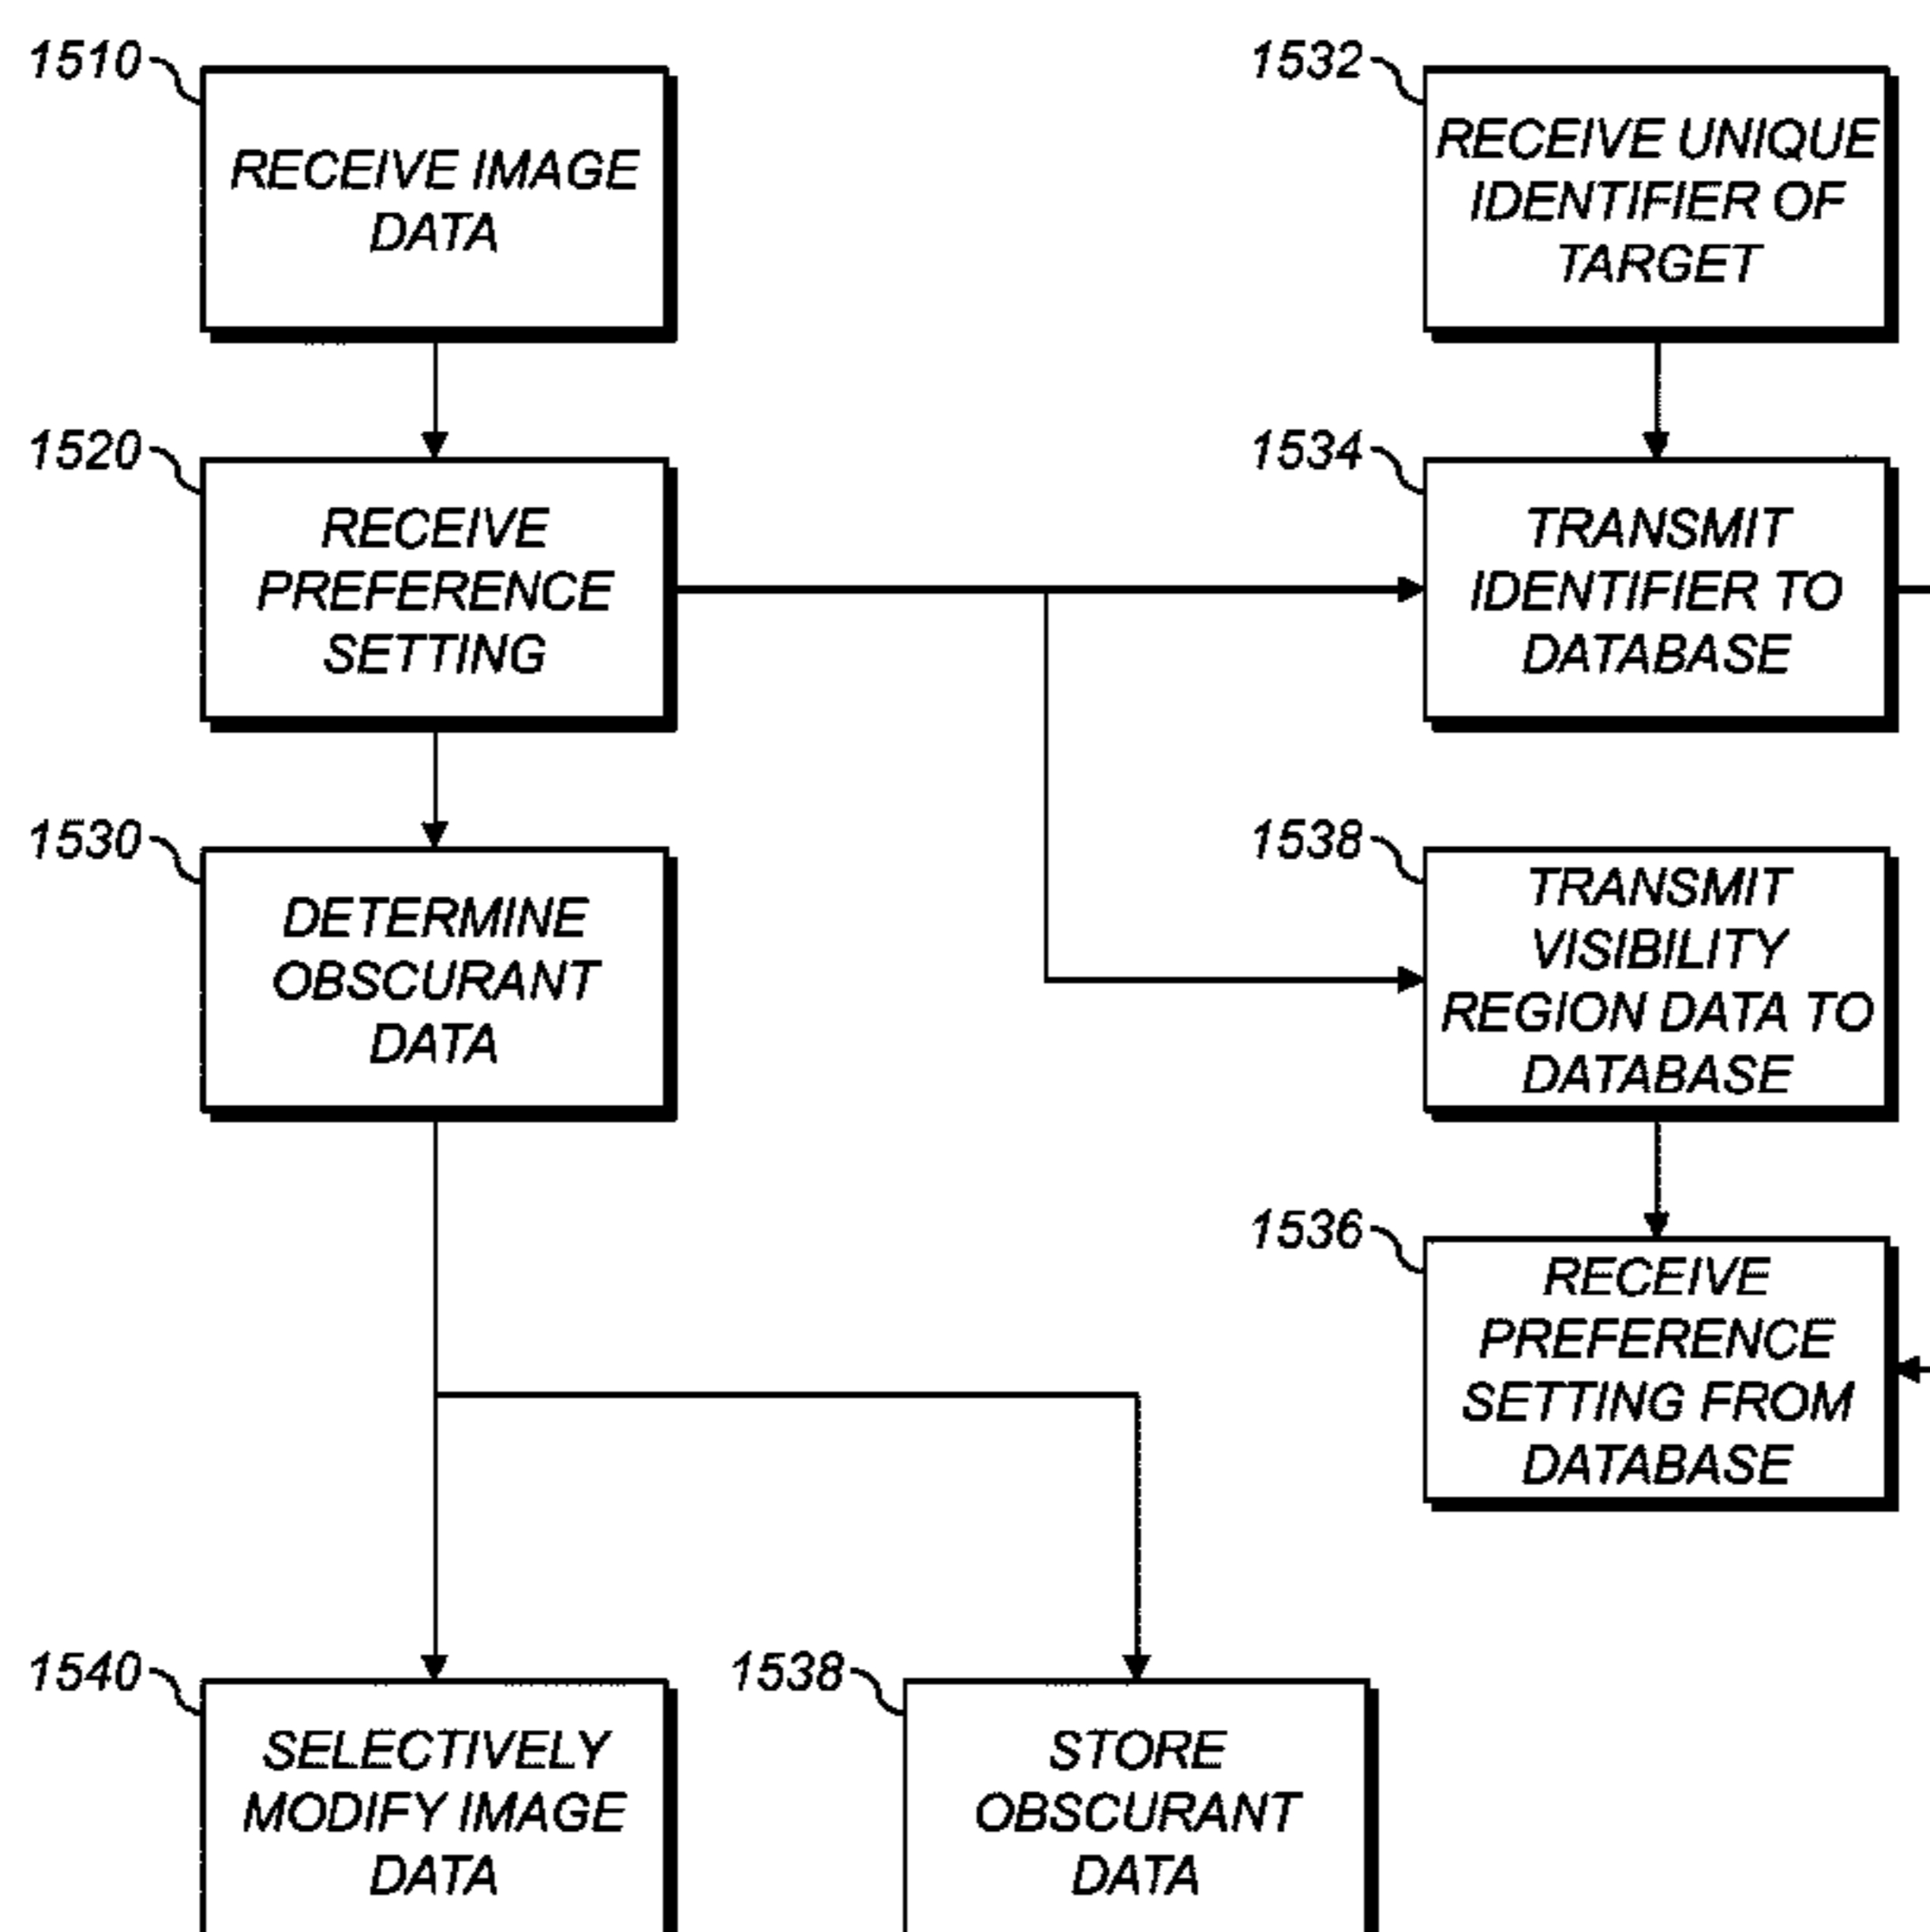 1510
RECEIVE IMAGE
DATA
1532
RECEIVE UNIQUE
IDENTIFIER OF
TARGET
1520
RECEIVE
PREFERENCE
SETTING
1534
TRANSMIT
IDENTIFIER TO
DATABASE
1530
DETERMINE
OBSCURANT
DATA
1538
TRANSMIT
VISIBILITY
REGION DATA TO
DATABASE
1536
RECEIVE
PREFERENCE
SETTING FROM
DATABASE
1540
SELECTIVELY
MODIFY IMAGE
DATA
1538
STORE
OBSCURANT
DATA